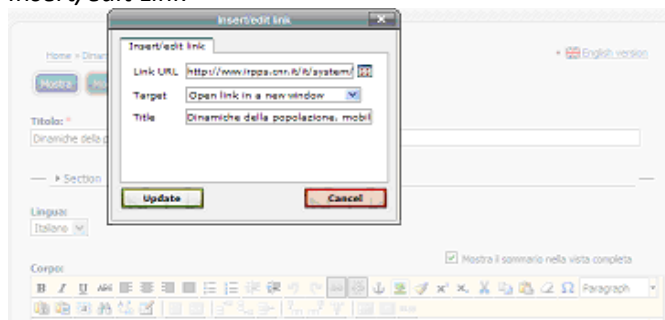 Insert/edit link
Insert/edit link
Home » Dinam
English version
Link URL http://www.irpps.cnr.it/it/system/
Mostra
Target Open link in a new window
Titolo: *
Title Dinamiche della popolazione, mobil
Dinamiche della p
Section
Update Cancel
Lingua:
Italiano
Mostra il sommario nella vista completa
Corpo:
B I U ABC Paragraph